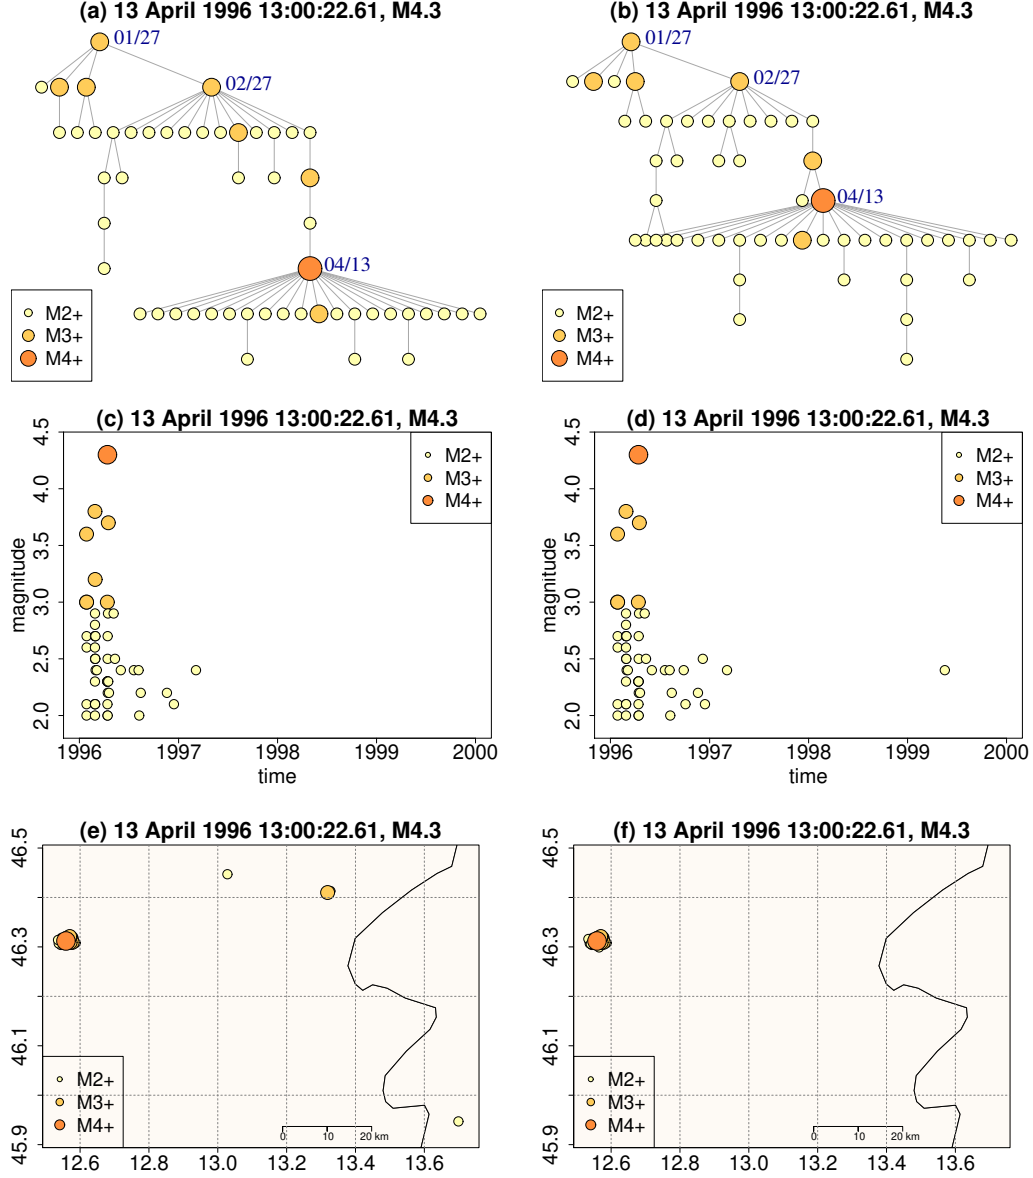 (a) 13 April 1996 13:00:22.61, M4.3
01/27
02/27
04/13
M2+
M3+
M4+
(b) 13 April 1996 13:00:22.61, M4.3
01/27
02/27
04/13
M2+
M3+
M4+
(c) 13 April 1996 13:00:22.61, M4.3
magnitude
4.5
4.0
3.5
3.0
2.5
2.0
M2+
M3+
M4+
1996 1997 1998 1999 2000
time
(d) 13 April 1996 13:00:22.61, M4.3
magnitude
4.5
4.0
3.5
3.0
2.5
2.0
M2+
M3+
M4+
1996 1997 1998 1999 2000
time
(e) 13 April 1996 13:00:22.61, M4.3
46.5
46.3
46.1
45.9
M2+
M3+
M4+
0 10 20 km
12.6 12.8 13.0 13.2 13.4 13.6
(f) 13 April 1996 13:00:22.61, M4.3
46.5
46.3
46.1
45.9
M2+
M3+
M4+
0 10 20 km
12.6 12.8 13.0 13.2 13.4 13.6